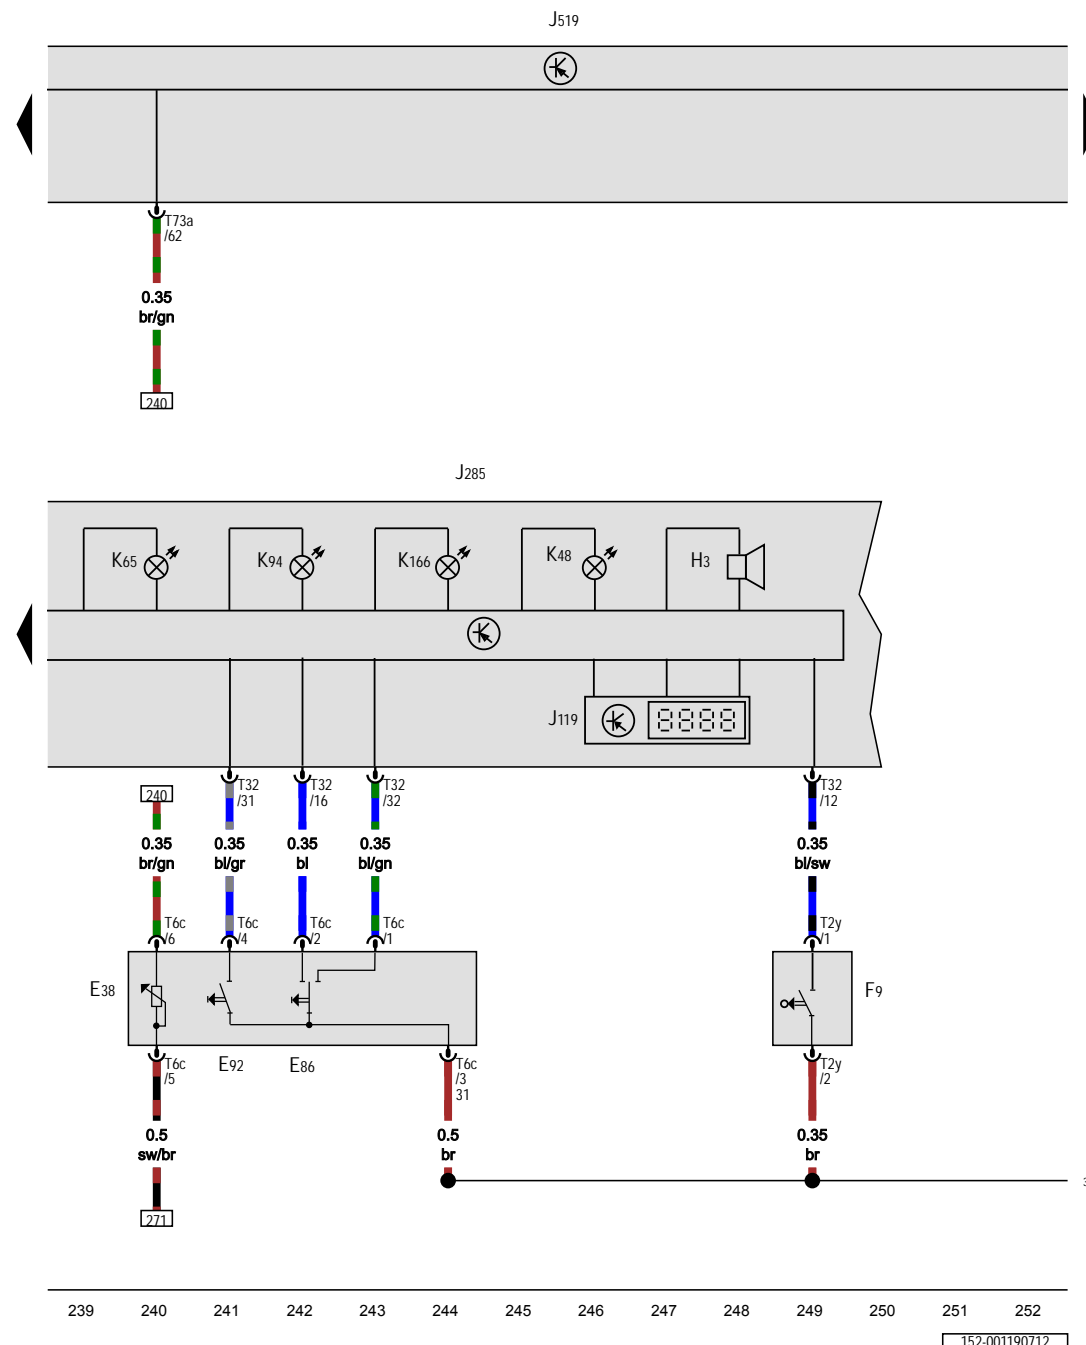 J519
T73a
/62
0.35
br/gn
240
J285
K65
K94
K166
K48
H3
J119
8888
240
T32
/31
T32
/16
T32
/32
T32
/12
0.35
br/gn
0.35
bl/gr
0.35
bl
0.35
bl/gn
0.35
bl/sw
T6c
/6
T6c
/4
T6c
/2
T6c
/1
T2y
/1
E38
F9
T6c
/5
E92
E86
T6c
/3
31
T2y
/2
0.5
sw/br
0.5
br
0.35
br
271
239 240 241 242 243 244 245 246 247 248 249 250 251 252
152-001190712